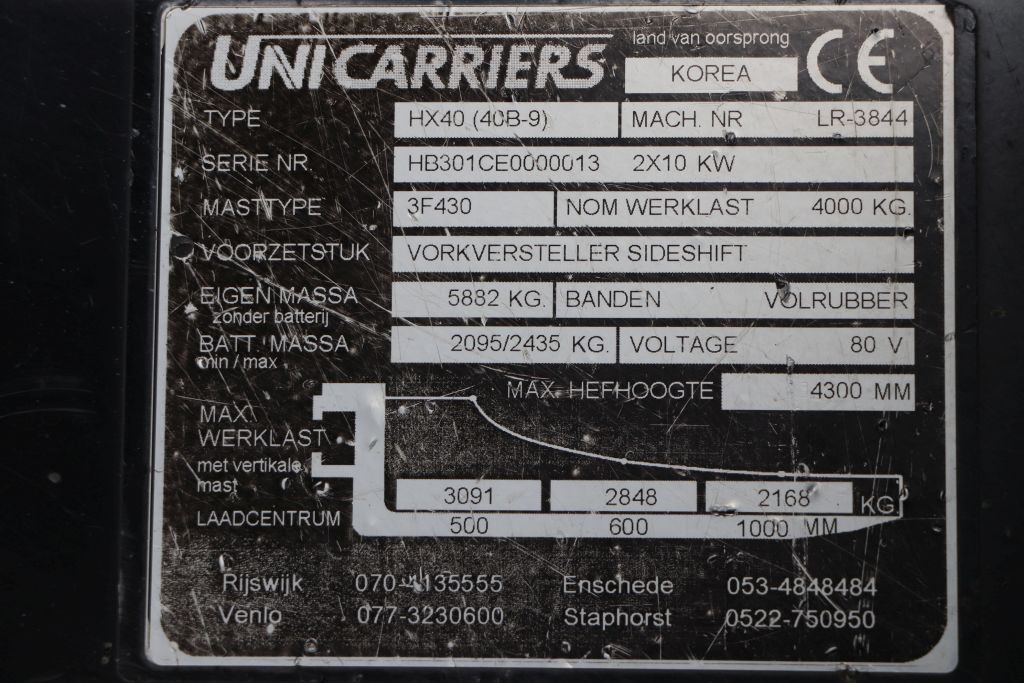 UNICARRIERS land van oorsprong CE
KOREA
TYPE HX40 (40B-9) MACH. NR LR-3844
SERIE NR. HB301CE0000013 2X10 KW
MASTTYPE 3F430 NOM WERKLAST 4000 KG.
VOORZETSTUK VORKVERSTELLER SIDESHIFT
EIGEN MASSA 5882 KG. BANDEN VOLRUBBER
zonder batterij
BATT. MASSA 2095/2435 KG. VOLTAGE 80 V
min / max
MAX. HEFHOOGTE 4300 MM
MAX
WERKLAST
met vertikale
mast 3091 2848 2168 KG.
LAADCENTRUM 500 600 1000 MM
Rijswijk 070-4135555 Enschede 053-4848484
Venlo 077-3230600 Staphorst 0522-750950